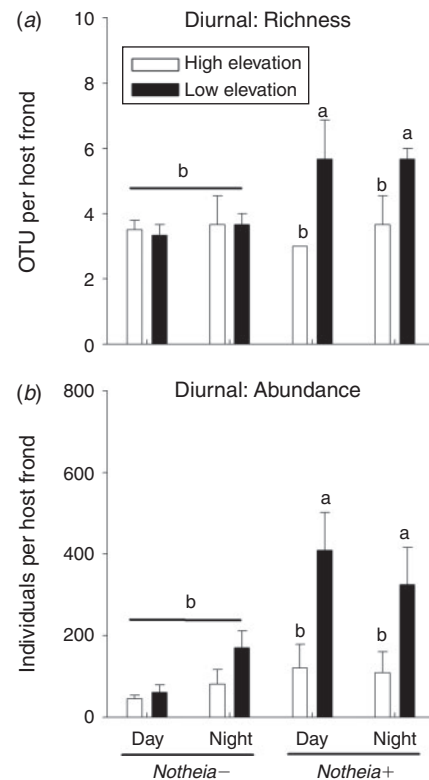 (a) Diurnal: Richness
10
High elevation
Low elevation
8
a
a
6
b
b
b
4
2
0
OTU per host frond
(b) Diurnal: Abundance
800
600
a
a
400
b
b
b
200
0
Individuals per host frond
Day Night Day Night
Notheia− Notheia+